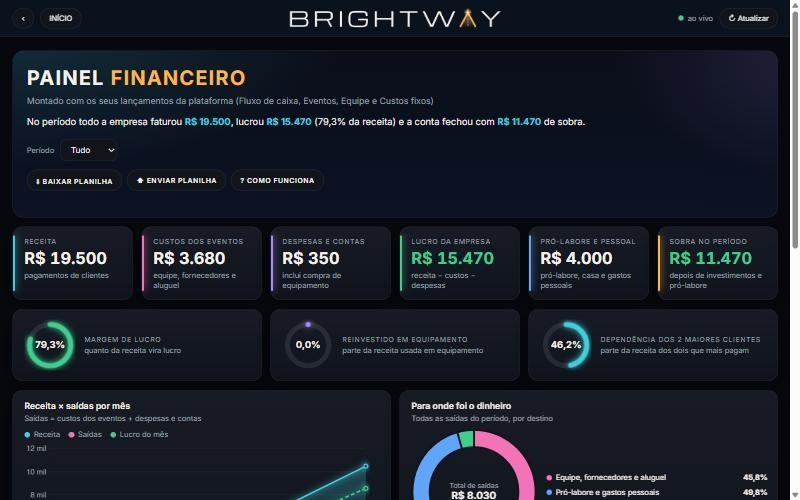 ‹ INÍCIO
BRIGHTWAY
ao vivo
↻ Atualizar
PAINEL FINANCEIRO
Montado com os seus lançamentos da plataforma (Fluxo de caixa, Eventos, Equipe e Custos fixos)
No período todo a empresa faturou R$ 19.500, lucrou R$ 15.470 (79,3% da receita) e a conta fechou com R$ 11.470 de sobra.
Período Tudo
⬇ BAIXAR PLANILHA
⬆ ENVIAR PLANILHA
? COMO FUNCIONA
RECEITA
R$ 19.500
pagamentos de clientes
CUSTOS DOS EVENTOS
R$ 3.680
equipe, fornecedores e
aluguel
DESPESAS E CONTAS
R$ 350
inclui compra de
equipamento
LUCRO DA EMPRESA
R$ 15.470
receita − custos −
despesas
PRÓ-LABORE E PESSOAL
R$ 4.000
pró-labore, casa e gastos
pessoais
SOBRA NO PERÍODO
R$ 11.470
depois de investimentos e
pró-labore
79,3%
MARGEM DE LUCRO
quanto da receita vira lucro
0,0%
REINVESTIDO EM EQUIPAMENTO
parte da receita usada em equipamento
46,2%
DEPENDÊNCIA DOS 2 MAIORES CLIENTES
parte da receita dos dois que mais pagam
Receita × saídas por mês
Saídas = custos dos eventos + despesas e contas
Receita
Saídas
Lucro do mês
12 mil
10 mil
8 mil
Para onde foi o dinheiro
Todas as saídas do período, por destino
Total de saídas
R$ 8.030
Equipe, fornecedores e aluguel 45,8%
Pró-labore e gastos pessoais 49,8%